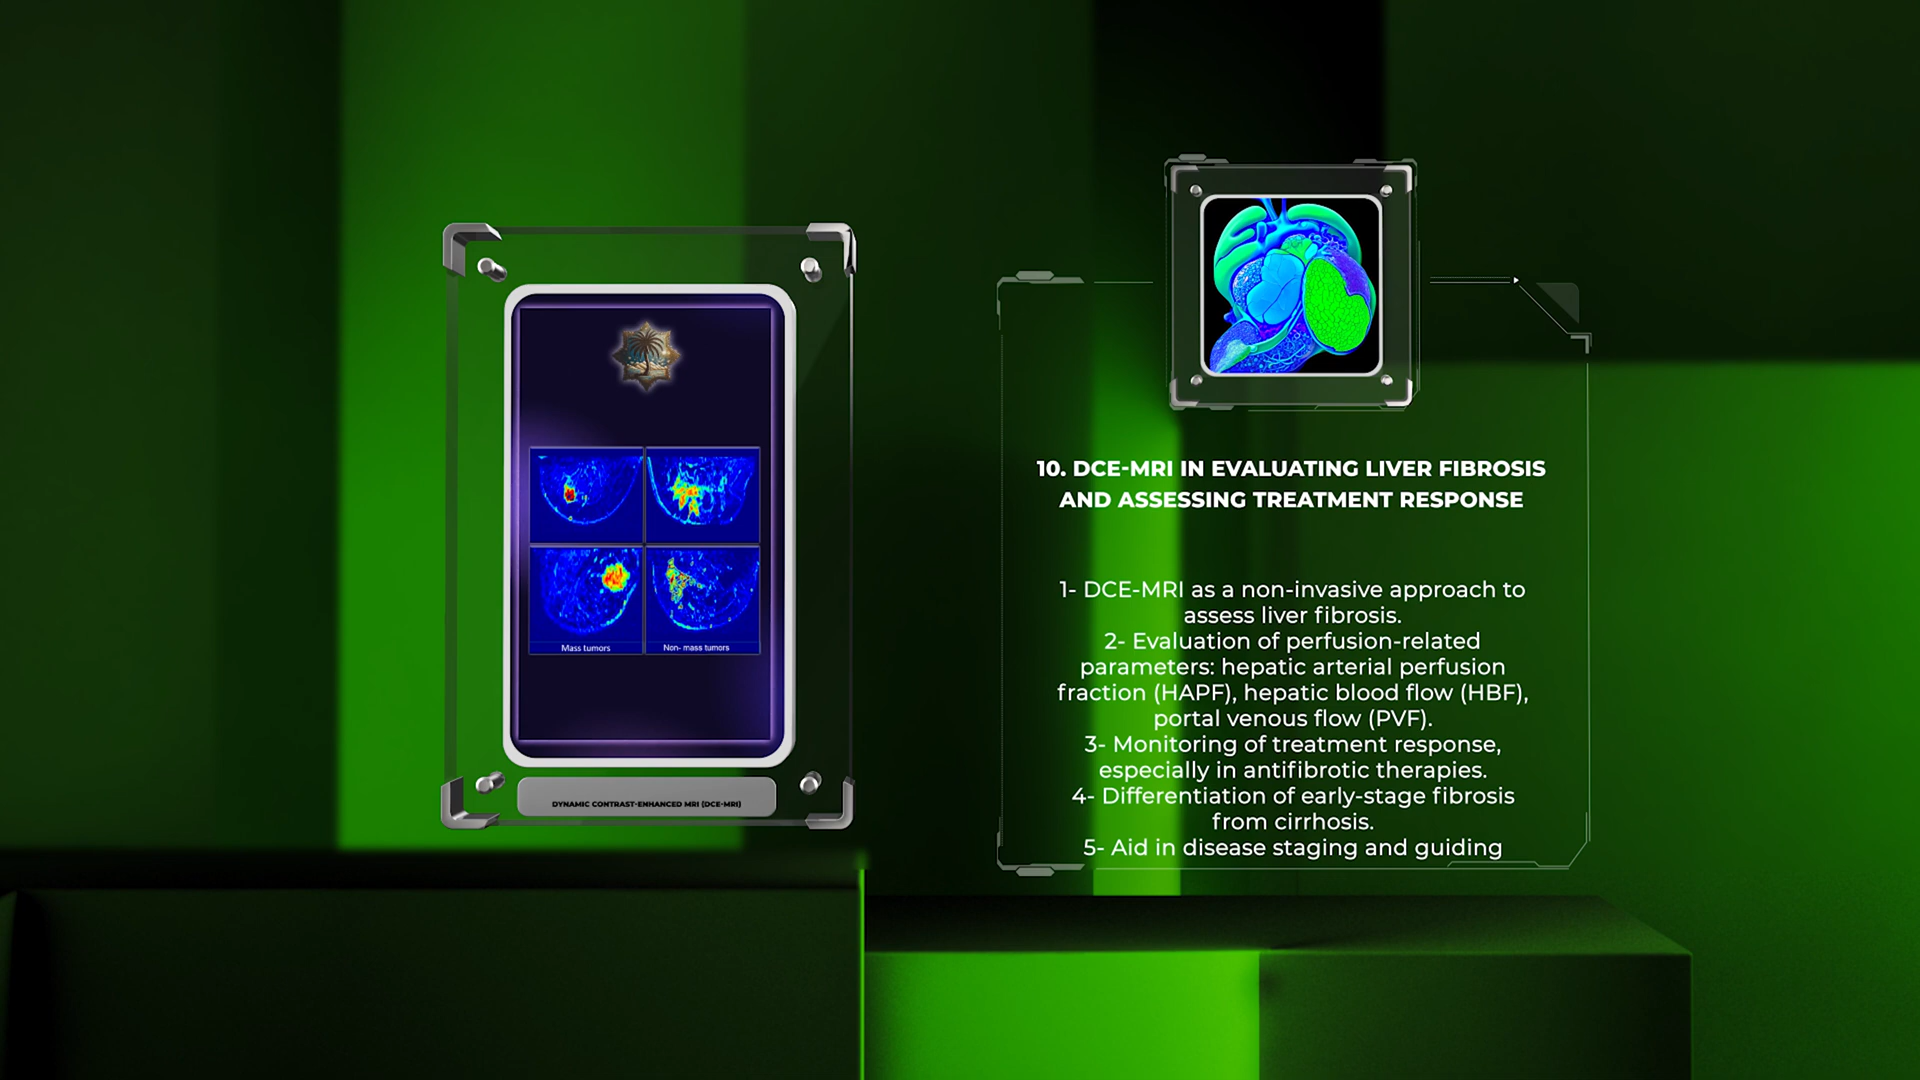 Mass tumors
Non- mass tumors
DYNAMIC CONTRAST-ENHANCED MRI (DCE-MRI)
10. DCE-MRI IN EVALUATING LIVER FIBROSIS
AND ASSESSING TREATMENT RESPONSE
1- DCE-MRI as a non-invasive approach to
assess liver fibrosis.
2- Evaluation of perfusion-related
parameters: hepatic arterial perfusion
fraction (HAPF), hepatic blood flow (HBF),
portal venous flow (PVF).
3- Monitoring of treatment response,
especially in antifibrotic therapies.
4- Differentiation of early-stage fibrosis
from cirrhosis.
5- Aid in disease staging and guiding